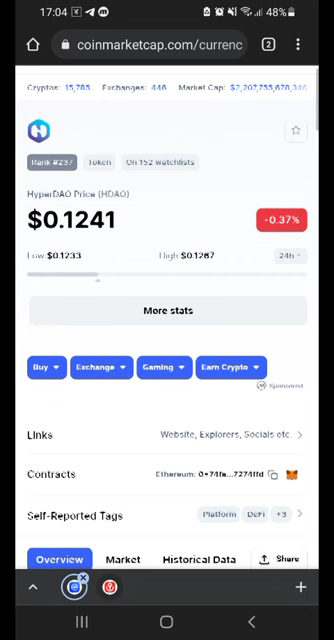 17:04 48%
coinmarketcap.com/currenc 2
Cryptos: 15,785 Exchanges: 446 Market Cap: $2,207,755,678,346
Rank #237 Token On 152 watchlists
HyperDAO Price (HDAO)
$0.1241 -0.37%
Low:$0.1233 High:$0.1267 24h
More stats
Buy Exchange Gaming Earn Crypto
Sponsored
Links Website, Explorers, Socials etc.
Contracts Ethereum: 0x74fa...7274ffd
Self-Reported Tags Platform DeFi +3
Overview Market Historical Data Share